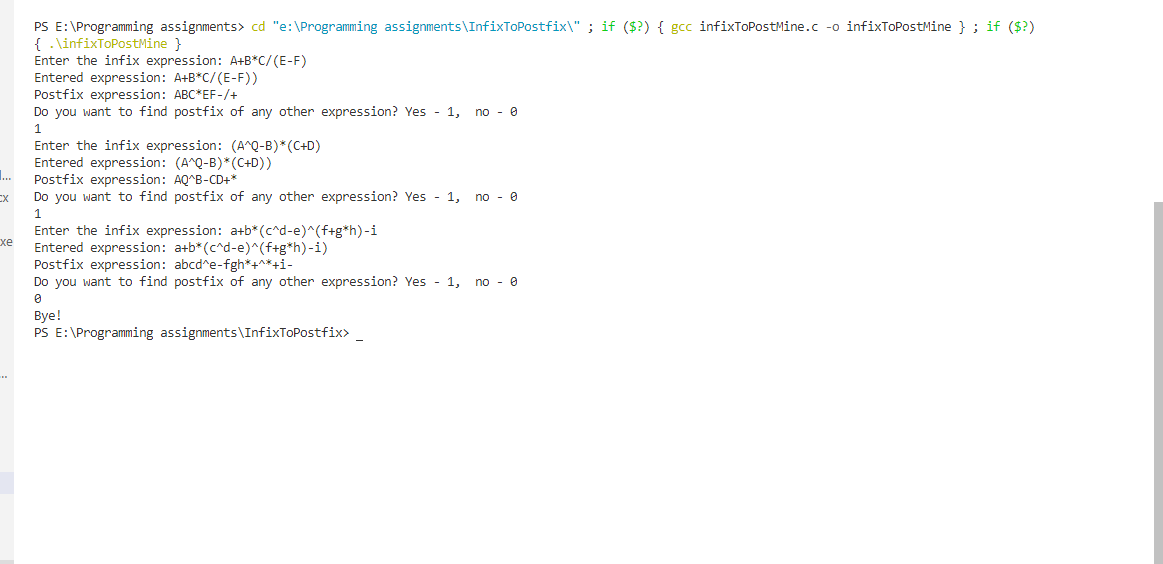 PS E:\Programming assignments> cd "e:\Programming assignments\InfixToPostfix\" ; if ($?) { gcc infixToPostMine.c -o infixToPostMine } ; if ($?)
{ .\infixToPostMine }
Enter the infix expression: A+B*C/(E-F)
Entered expression: A+B*C/(E-F))
Postfix expression: ABC*EF-/+
Do you want to find postfix of any other expression? Yes - 1,  no - 0
1
Enter the infix expression: (A^Q-B)*(C+D)
Entered expression: (A^Q-B)*(C+D))
Postfix expression: AQ^B-CD+*
Do you want to find postfix of any other expression? Yes - 1,  no - 0
1
Enter the infix expression: a+b*(c^d-e)^(f+g*h)-i
Entered expression: a+b*(c^d-e)^(f+g*h)-i)
Postfix expression: abcd^e-fgh*+^*+i-
Do you want to find postfix of any other expression? Yes - 1,  no - 0
0
Bye!
PS E:\Programming assignments\InfixToPostfix> _